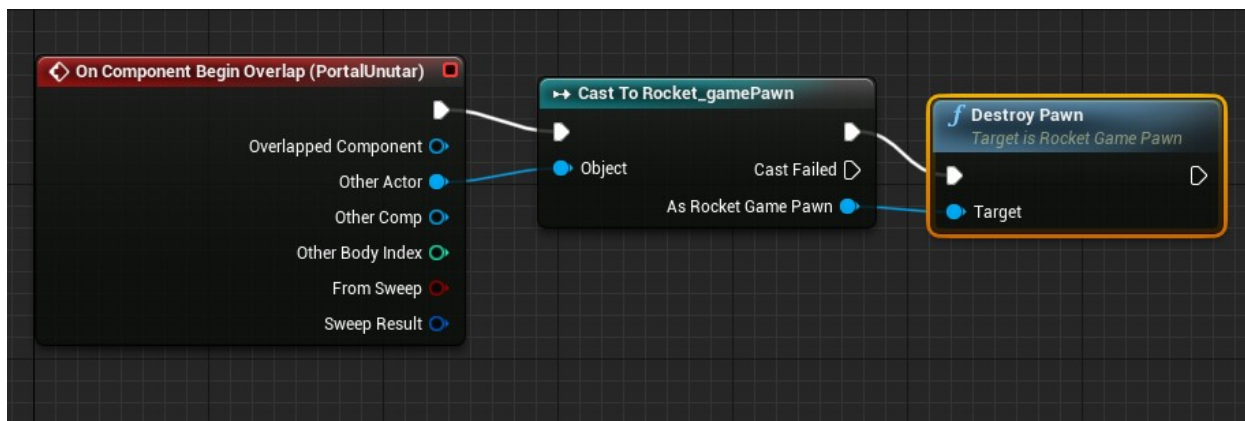 On Component Begin Overlap (PortalUnutar)
Overlapped Component
Other Actor
Other Comp
Other Body Index
From Sweep
Sweep Result
Cast To Rocket_gamePawn
Object
Cast Failed
As Rocket Game Pawn
f Destroy Pawn
Target is Rocket Game Pawn
Target